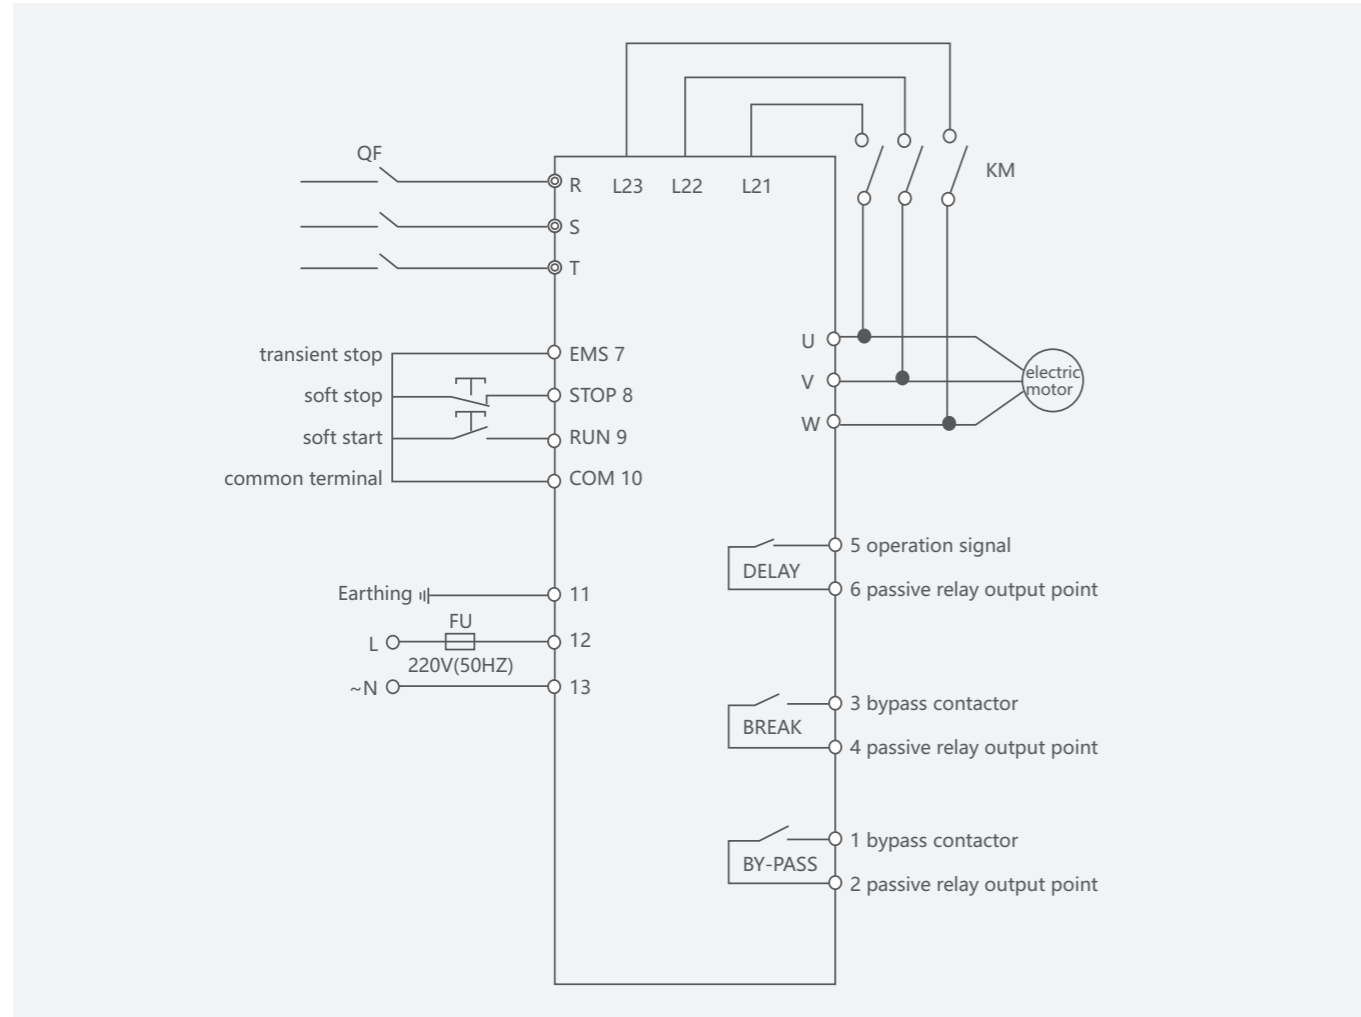 QF
KM
R L23 L22 L21
S
T
transient stop
EMS 7
soft stop
STOP 8
soft start
RUN 9
common terminal
COM 10
U
V
W
electric
motor
5 operation signal
DELAY
6 passive relay output point
Earthing
11
FU
L
12
220V(50HZ)
~N
13
3 bypass contactor
BREAK
4 passive relay output point
1 bypass contactor
BY-PASS
2 passive relay output point